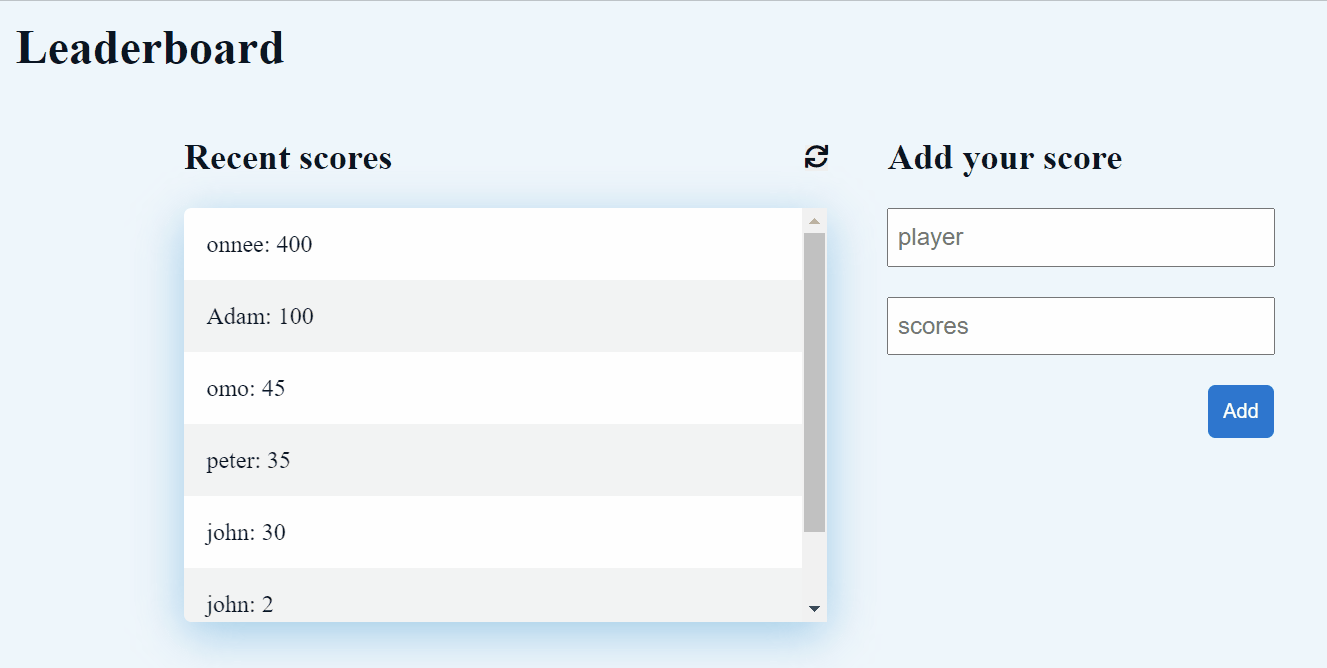 Leaderboard
Recent scores
onnee: 400
Adam: 100
omo: 45
peter: 35
john: 30
john: 2
Add your score
player
scores
Add